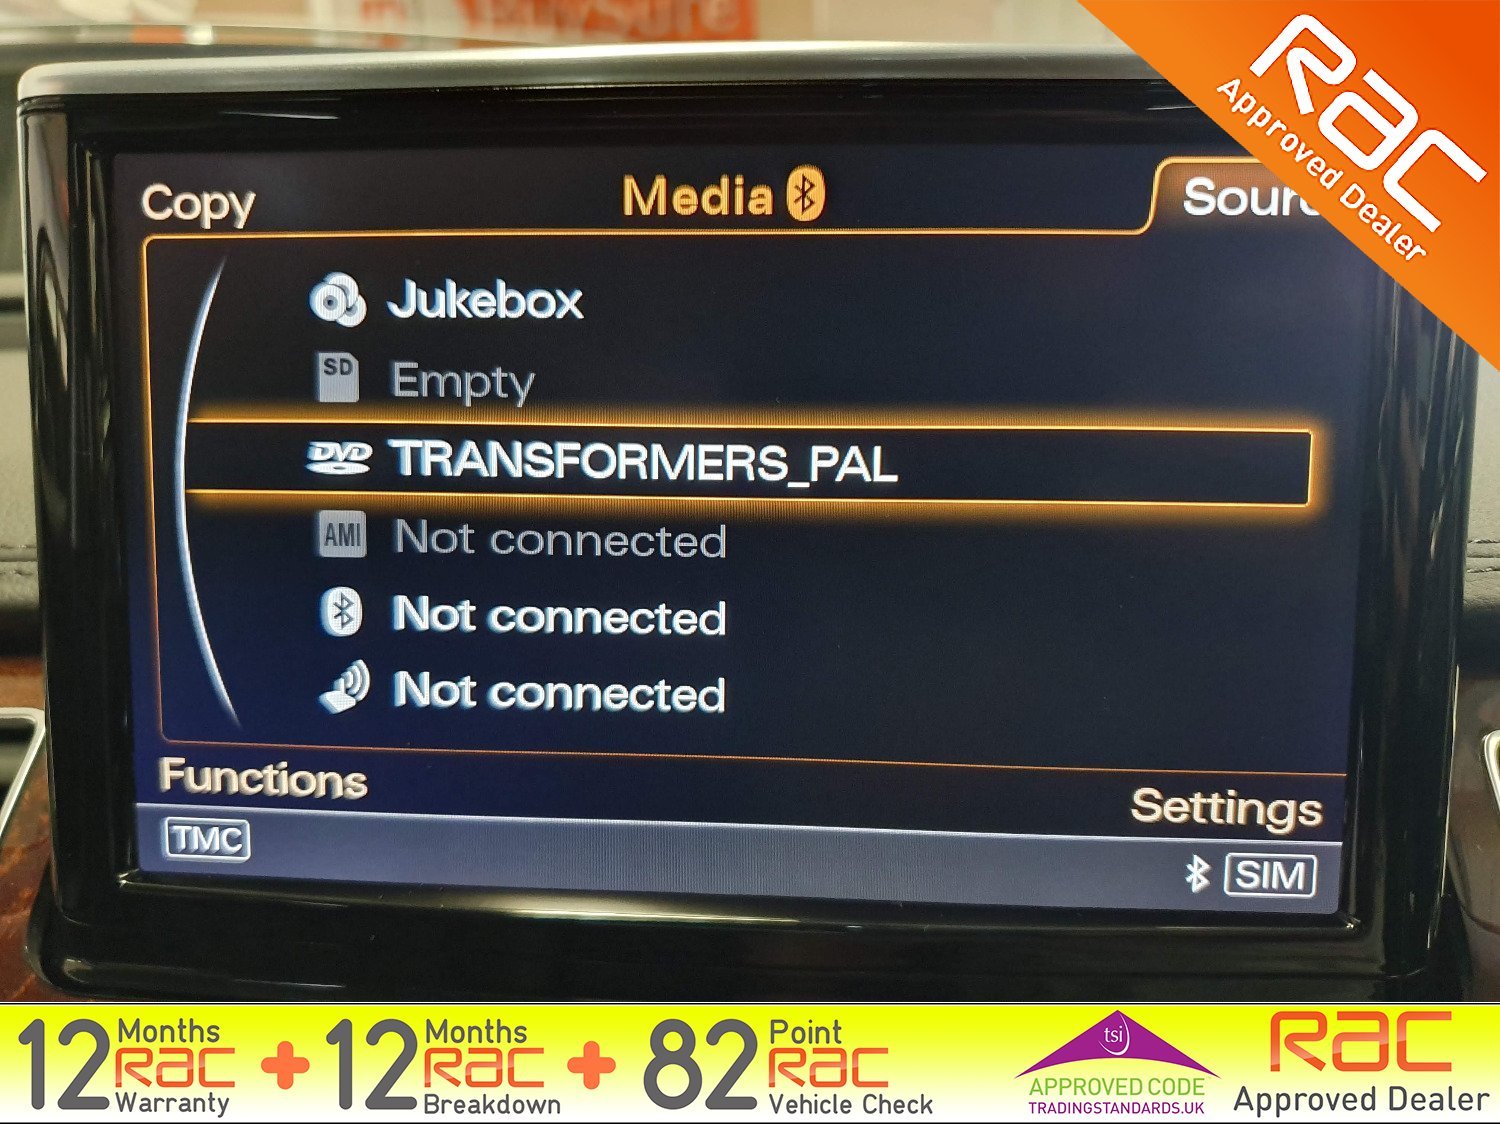 RAC
Approved Dealer
Copy
Media
Jukebox
SD
Empty
DVD
TRANSFORMERS_PAL
AMI
Not connected
Not connected
Not connected
Functions
Settings
TMC
SIM
12 Months RAC Warranty
+
12 Months RAC Breakdown
+
82 Point RAC Vehicle Check
tsi
APPROVED CODE
TRADINGSTANDARDS.UK
RAC
Approved Dealer